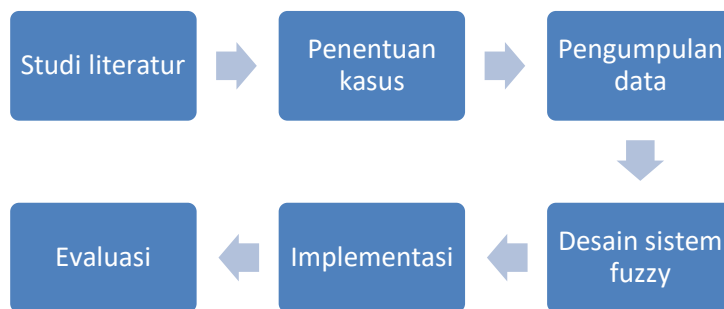 Studi literatur
Penentuan
kasus
Pengumpulan
data
Desain sistem
fuzzy
Implementasi
Evaluasi